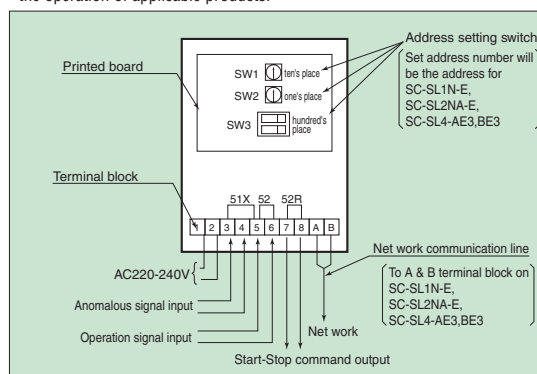 the operation of applicable products.
Address setting switch
Set address number will
be the address for
SC-SL1N-E,
SC-SL2NA-E,
SC-SL4-AE3,BE3
Printed board
SW1 ten's place
SW2 one's place
SW3 hundred's
place
Terminal block
51X 52 52R
1 2 3 4 5 6 7 8 A B
Net work communication line
AC220-240V
To A & B terminal block on
SC-SL1N-E,
SC-SL2NA-E,
SC-SL4-AE3,BE3
Anomalous signal input
Operation signal input
Net work
Start-Stop command output